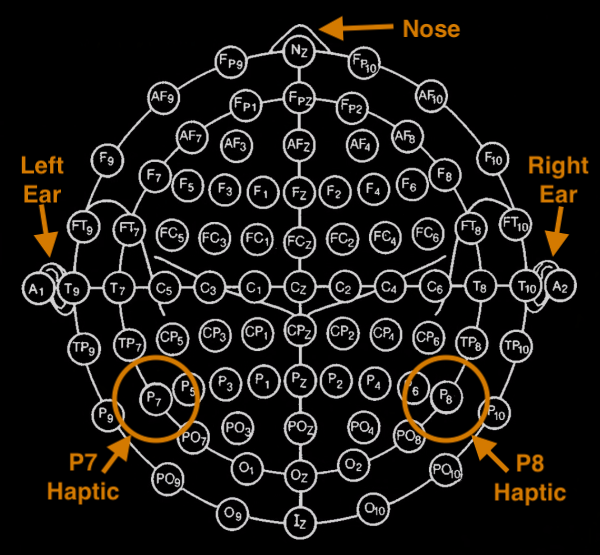 Nose
NZ
FP9 FP10
AF9 FP1 FPZ FP2 AF10
AF7 AF3 AFZ AF4 AF8
F9 F10
Left
Ear
Right
Ear
F7 F5 F3 F1 FZ F2 F4 F6 F8
FT9 FT7 FC5 FC3 FC1 FCZ FC2 FC4 FC6 FT8 FT10
A1 T9 T7 C5 C3 C1 CZ C2 C4 C6 T8 T10 A2
TP9 TP7 CP5 CP3 CP1 CPZ CP2 CP4 CP6 TP8 TP10
P9 P7 P5 P3 P1 PZ P2 P4 P6 P8 P10
PO7 PO3 POZ PO4 PO8
P7
Haptic
P8
Haptic
PO9 O1 OZ O2 PO10
O9 IZ O10